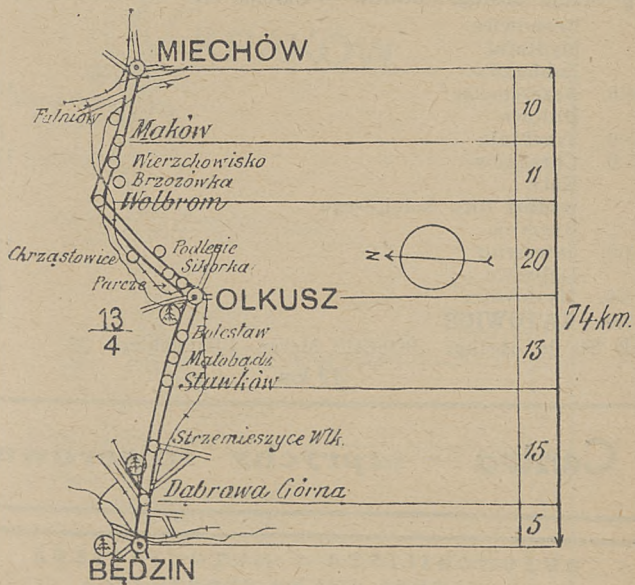 MIECHÓW
10
Falniów
Maków
Wierzchowisko
11
Brzozówka
Wolbrom
Podlesie
Chrząstowice
Sikorka
N
20
Parcze
OLKUSZ
13
4
74 km.
Bolesław
13
Małobądź
Sławków
Strzemieszyce Wlk.
15
Dąbrowa Górna
5
BĘDZIN